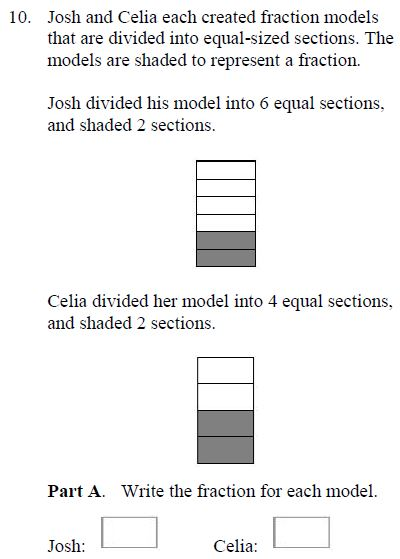 10. Josh and Celia each created fraction models
that are divided into equal-sized sections. The
models are shaded to represent a fraction.
Josh divided his model into 6 equal sections,
and shaded 2 sections.
Celia divided her model into 4 equal sections,
and shaded 2 sections.
Part A. Write the fraction for each model.
Josh: Celia: